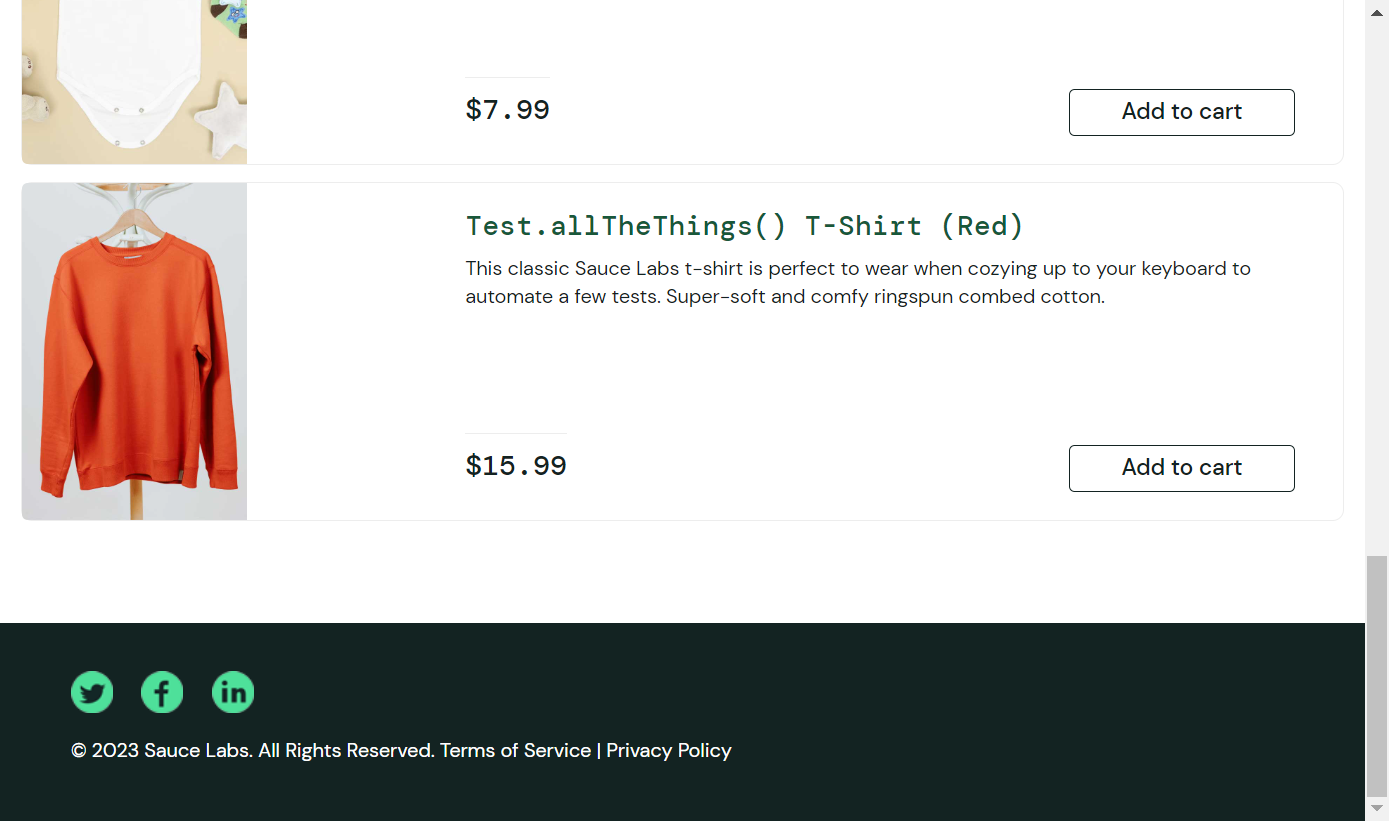 $7.99
Add to cart
Test.allTheThings() T-Shirt (Red)
This classic Sauce Labs t-shirt is perfect to wear when cozying up to your keyboard to
automate a few tests. Super-soft and comfy ringspun combed cotton.
$15.99
Add to cart
© 2023 Sauce Labs. All Rights Reserved. Terms of Service | Privacy Policy